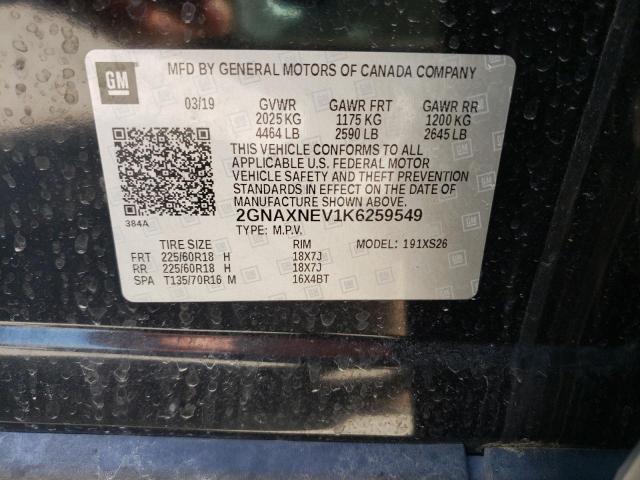 GM
MFD BY GENERAL MOTORS OF CANADA COMPANY
03/19 GVWR GAWR FRT GAWR RR
2025 KG 1175 KG 1200 KG
4464 LB 2590 LB 2645 LB
THIS VEHICLE CONFORMS TO ALL
APPLICABLE U.S. FEDERAL MOTOR
VEHICLE SAFETY AND THEFT PREVENTION
STANDARDS IN EFFECT ON THE DATE OF
MANUFACTURE SHOWN ABOVE.
384A 2GNAXNEV1K6259549
TYPE: M.P.V.
TIRE SIZE RIM MODEL: 191XS26
FRT 225/60R18 H 18X7J
RR 225/60R18 H 18X7J
SPA T135/70R16 M 16X4BT